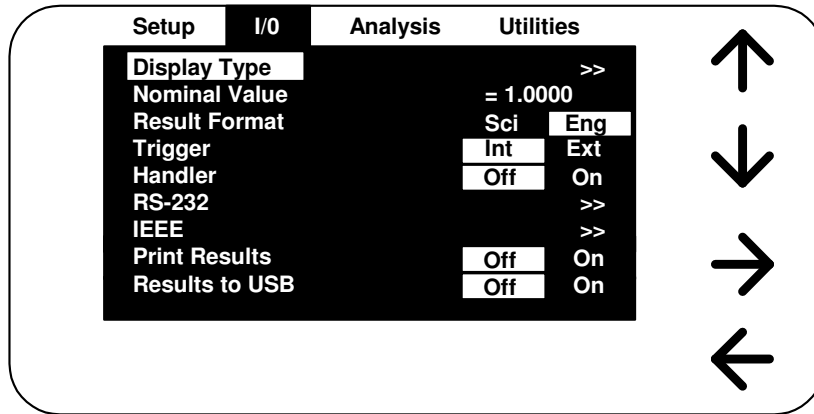 Setup I/0 Analysis Utilities
Display Type >>
Nominal Value = 1.0000
Result Format Sci Eng
Trigger Int Ext
Handler Off On
RS-232 >>
IEEE >>
Print Results Off On
Results to USB Off On